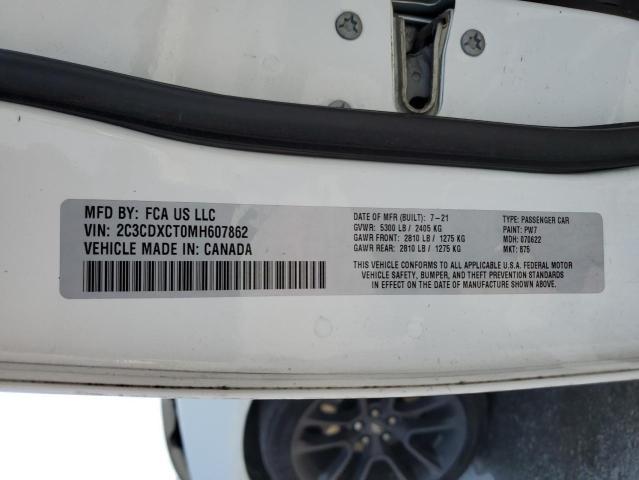 MFD BY: FCA US LLC
VIN: 2C3CDXCT0MH607862
VEHICLE MADE IN: CANADA
DATE OF MFR (BUILT): 7-21
GVWR: 5300 LB / 2405 KG
GAWR FRONT: 2810 LB / 1275 KG
GAWR REAR: 2810 LB / 1275 KG
TYPE: PASSENGER CAR
PAINT: PW7
MDH: 070622
MKT: B75
THIS VEHICLE CONFORMS TO ALL APPLICABLE U.S.A. FEDERAL MOTOR
VEHICLE SAFETY, BUMPER, AND THEFT PREVENTION STANDARDS
IN EFFECT ON THE DATE OF MANUFACTURE SHOWN ABOVE.